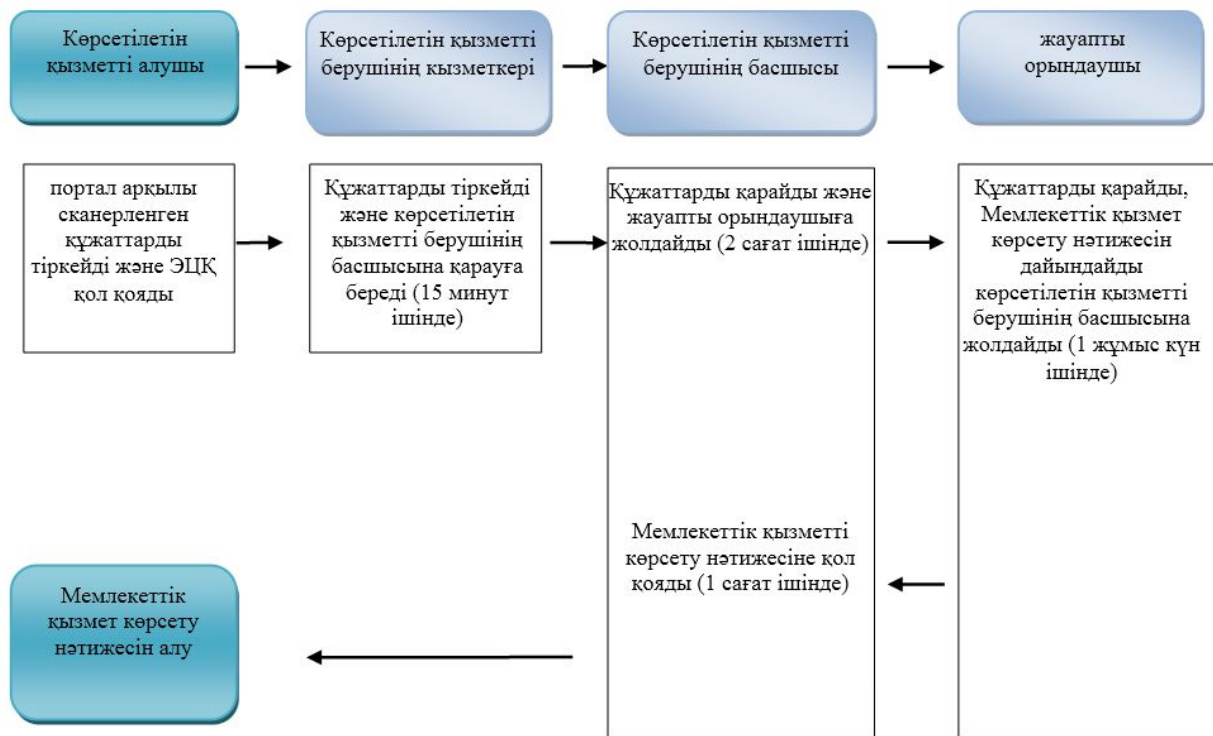 Көрсетілетін
қызметті алушы
Көрсетілетін қызметті
берушінің кызметкері
Көрсетілетін қызметті
берушінің басшысы
жауапты
орындаушы
портал арқылы
сканерленген
құжаттарды
тіркейді және ЭЦҚ
қол қояды
Құжаттарды тіркейді
және көрсетілетін
қызметті берушінің
басшысына қарауға
береді (15 минут
ішінде)
Құжаттарды қарайды және
жауапты орындаушыға
жолдайды (2 сағат ішінде)
Құжаттарды қарайды,
Мемлекеттік қызмет
көрсету нәтижесін
дайындайды
көрсетілетін қызметті
берушінің басшысына
жолдайды (1 жұмыс күн
ішінде)
Мемлекеттік қызметті
көрсету нәтижесіне қол
қояды (1 сағат ішінде)
Мемлекеттік
қызмет көрсету
нәтижесін алу